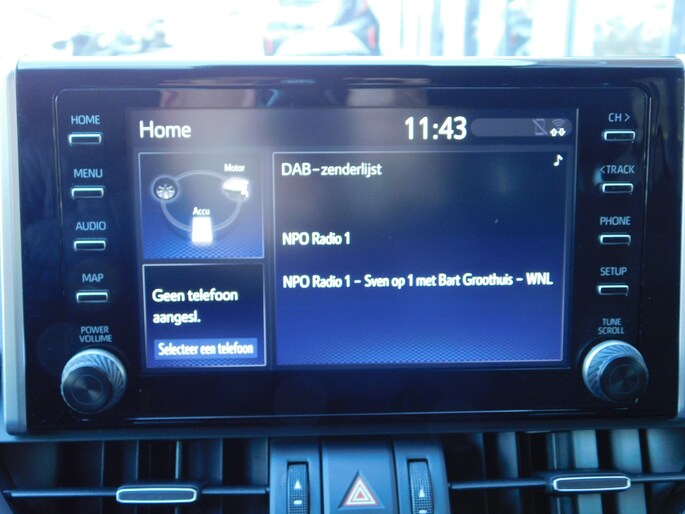 HOME
MENU
AUDIO
MAP
POWER
VOLUME
Home
11:43
Motor
Accu
Geen telefoon
aangesl.
Selecteer een telefoon
DAB-zenderlijst
NPO Radio 1
NPO Radio 1 - Sven op 1 met Bart Groothuis - WNL
CH >
<TRACK
PHONE
SETUP
TUNE
SCROLL